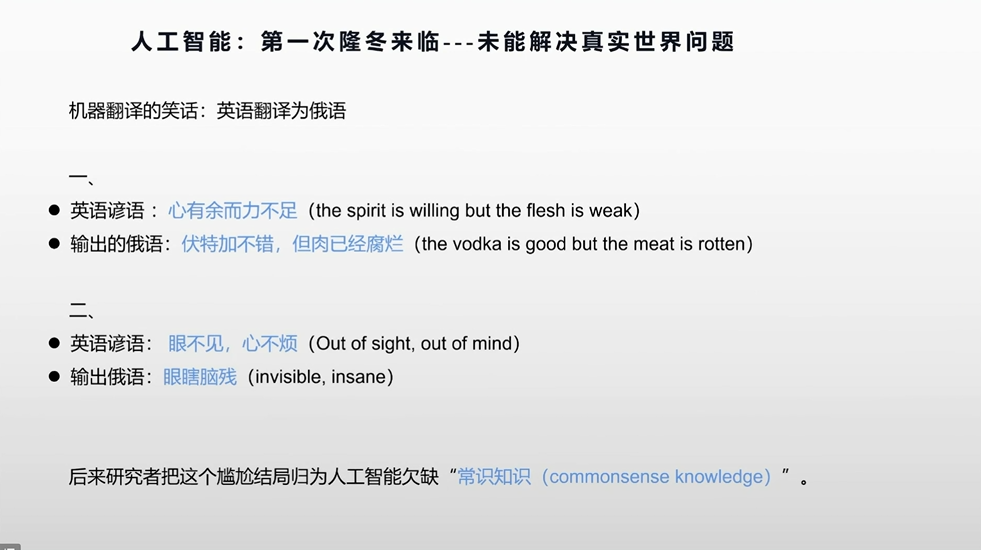 人工智能：第一次隆冬来临---未能解决真实世界问题
机器翻译的笑话：英语翻译为俄语
一、
● 英语谚语：心有余而力不足（the spirit is willing but the flesh is weak）
● 输出的俄语：伏特加不错，但肉已经腐烂（the vodka is good but the meat is rotten）
二、
● 英语谚语： 眼不见，心不烦（Out of sight, out of mind）
● 输出俄语：眼瞎脑残（invisible, insane）
后来研究者把这个尴尬结局归为人工智能欠缺“常识知识（commonsense knowledge）”。